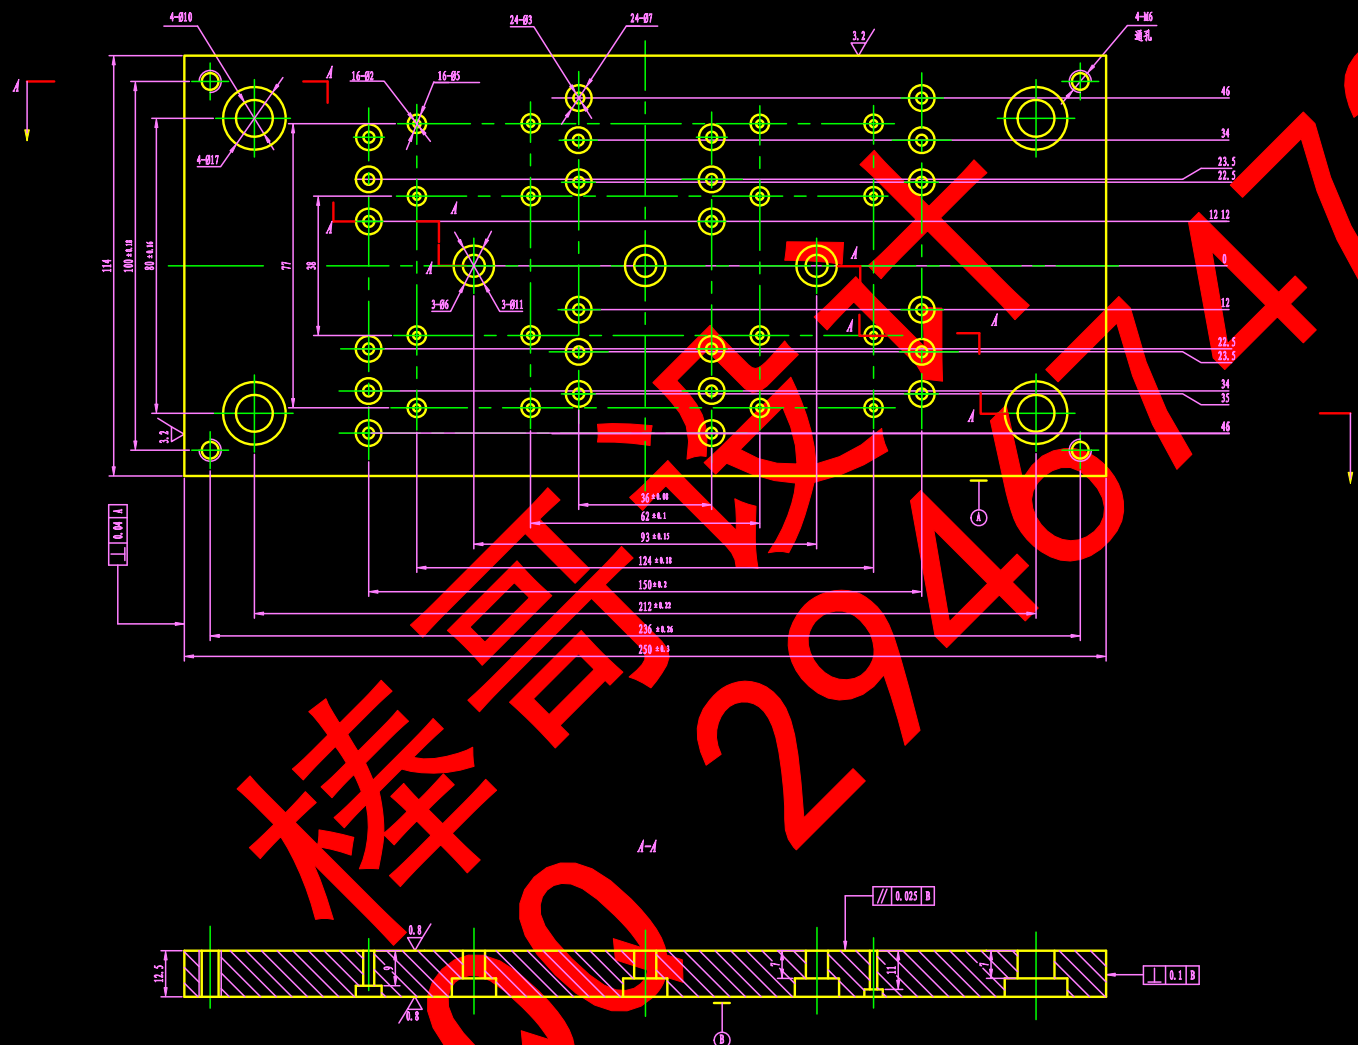 4-Ø10
24-Ø3
24-Ø7
4-M6
通孔
3.2
A
A
16-Ø2
16-Ø5
46
34
4-Ø17
23.5
22.5
A
A
12 12
114
100±0.18
80±0.16
77
38
A
A
0
3-Ø6
3-Ø11
12
A
A
22.5
23.5
34
35
A
46
3.2
36±0.08
62±0.1
93±0.15
124±0.18
150±0.2
212±0.22
236±0.26
250±0.3
⊥ 0.04 A
A
A-A
// 0.025 B
0.8
12.5
9
7
11
7
⊥ 0.1 B
0.8
B
棒哥设计